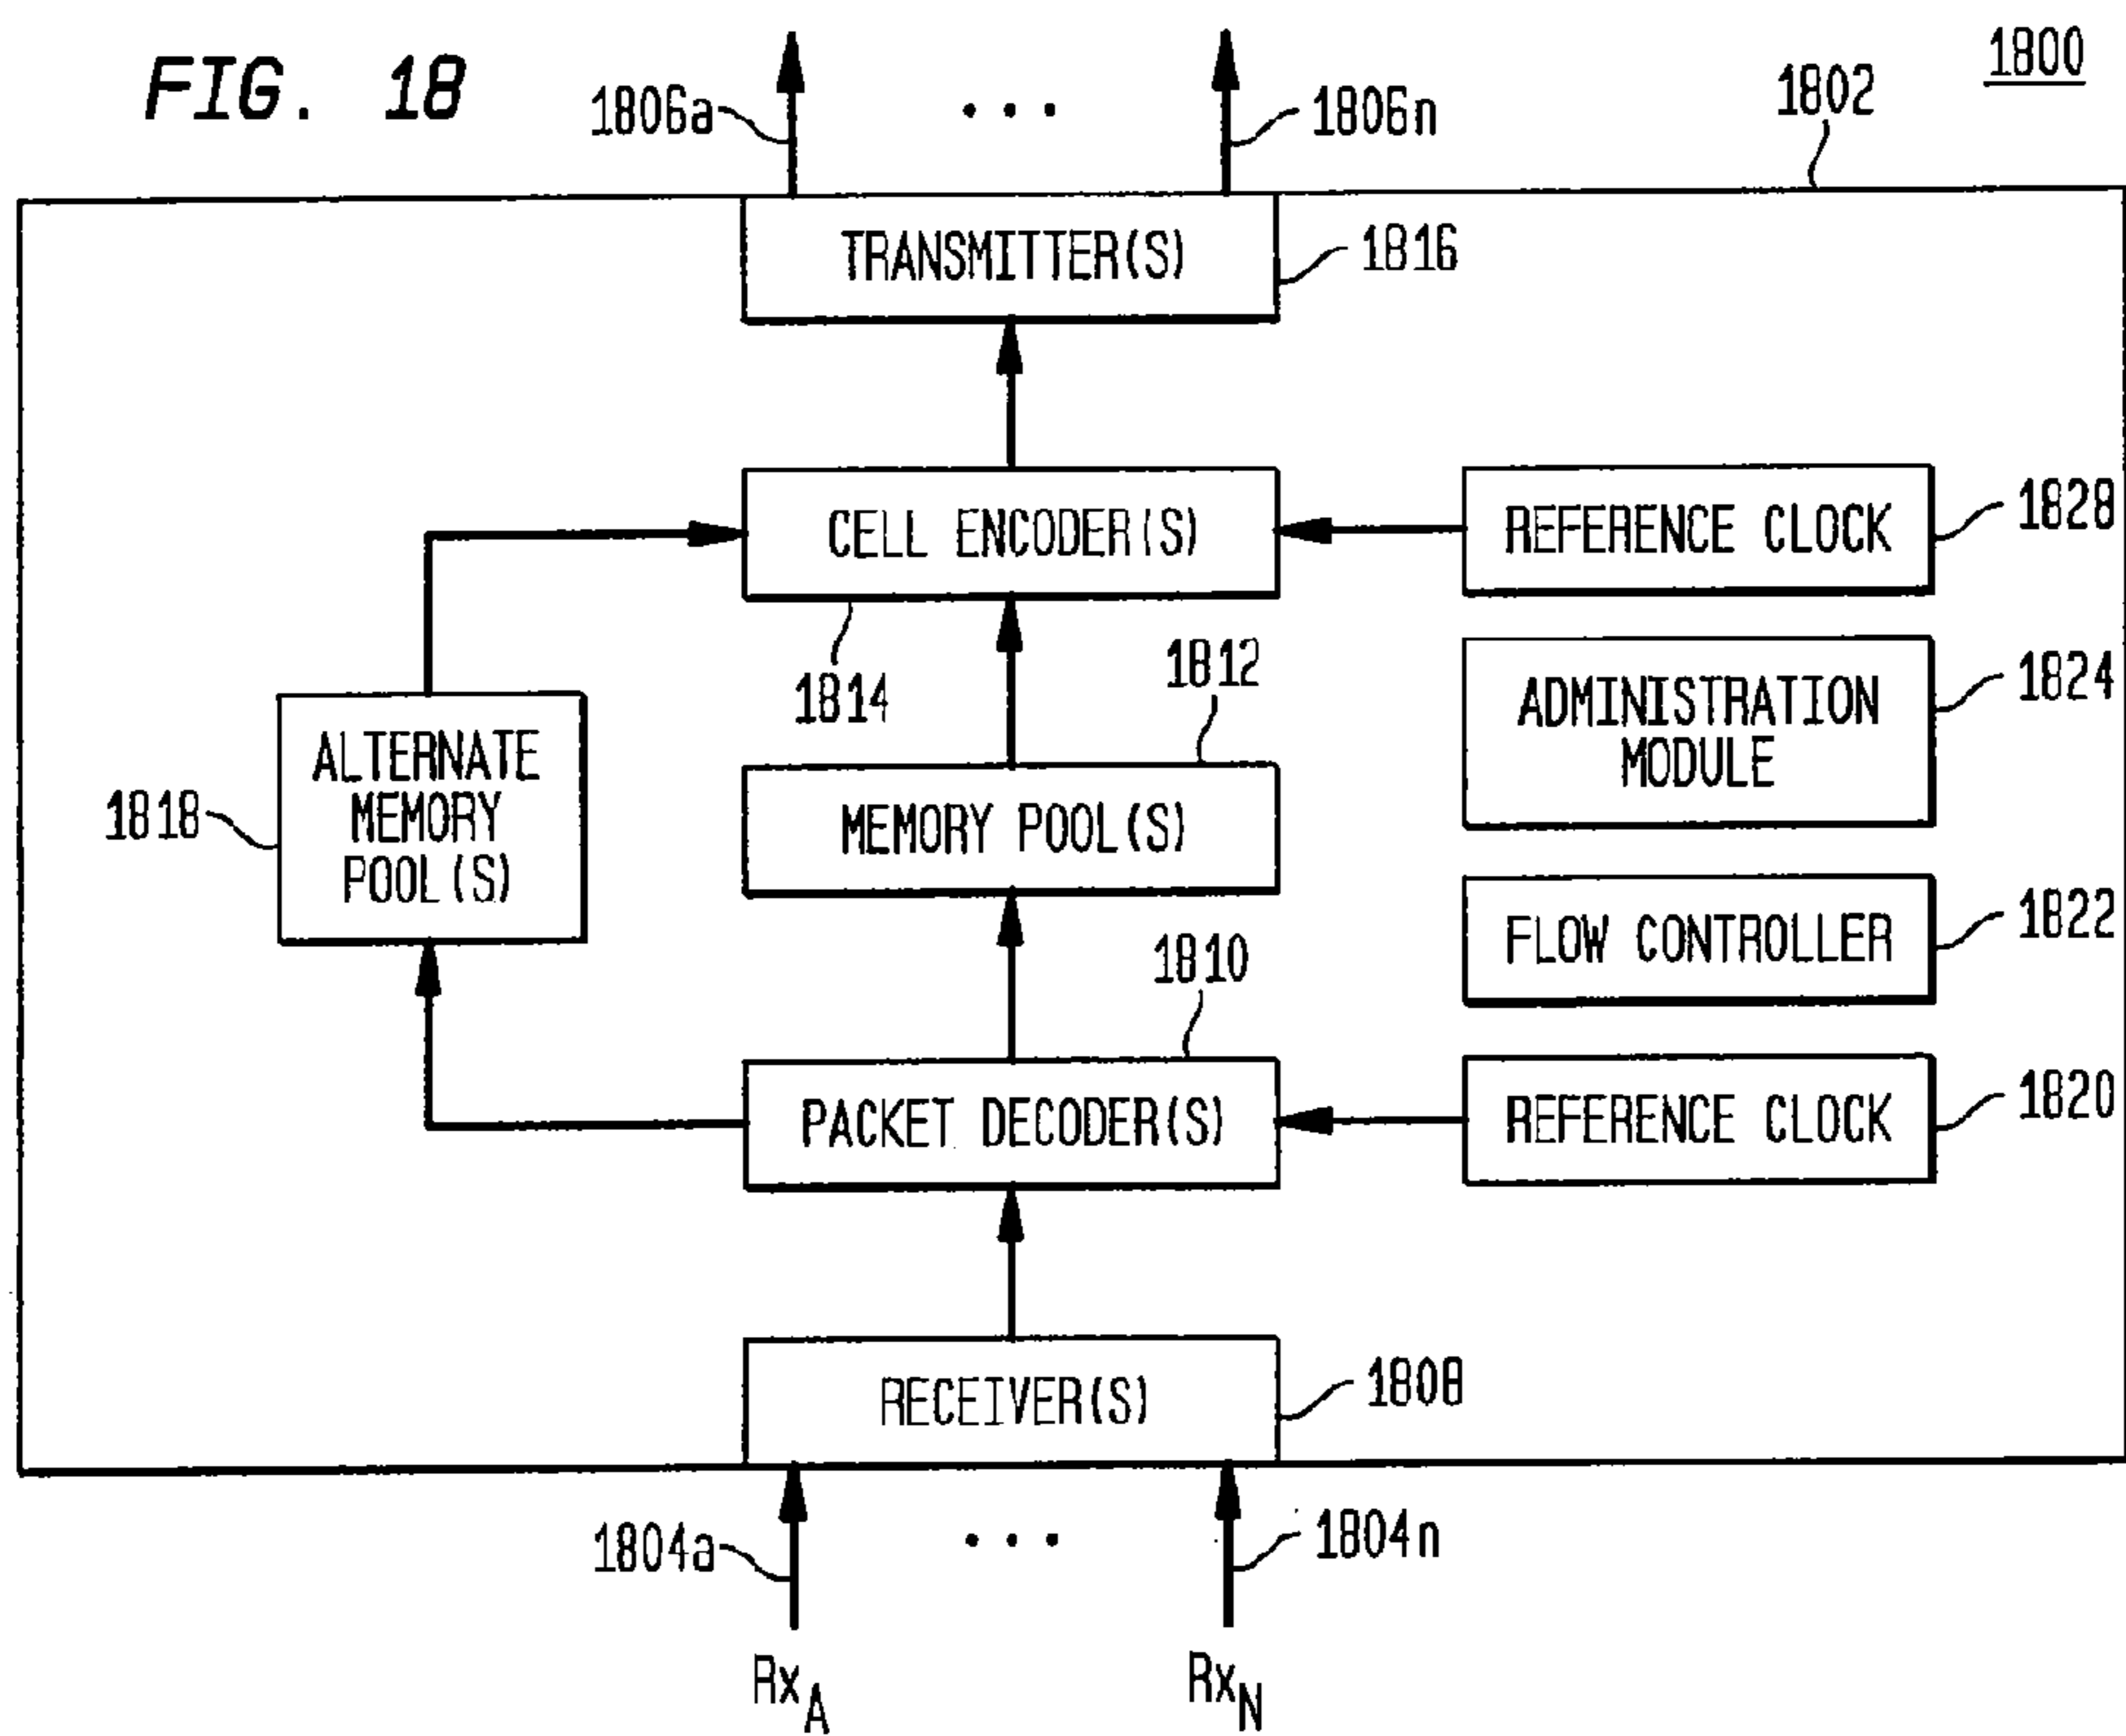 FIG. 18
1800
1802
1806a
...
1806n
TRANSMITTER(S)
1816
CELL ENCODER(S)
1814
REFERENCE CLOCK
1828
ADMINISTRATION
MODULE
1824
1812
ALTERNATE
MEMORY
POOL(S)
1818
MEMORY POOL(S)
FLOW CONTROLLER
1822
1810
PACKET DECODER(S)
REFERENCE CLOCK
1820
RECEIVER(S)
1808
1804a
...
1804n
RxA
RxN